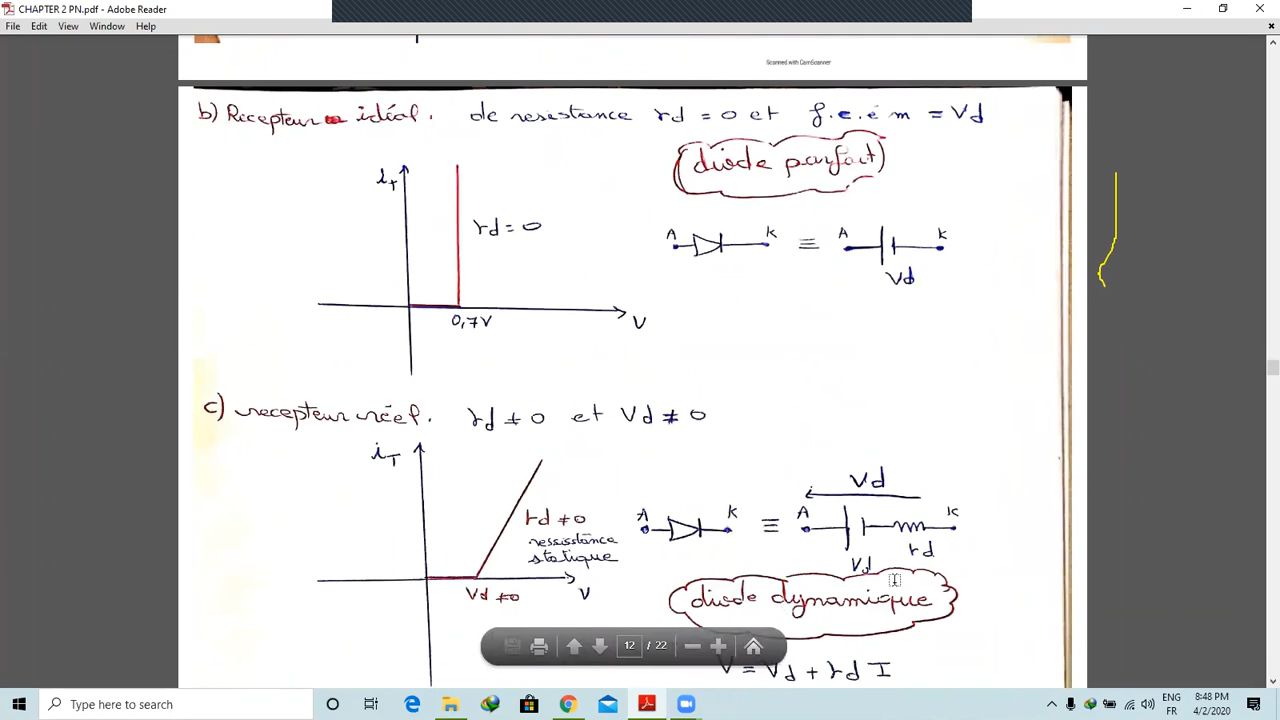 CHAPTER 2 PN.pdf - Adobe Reader
File Edit View Window Help
Scanned with CamScanner
b) Recepteur idéal. de resistance rd = 0 et f.e.é m = Vd
(diode parfait)
iT
rd = 0
A K ≡ A K
Vd
0,7V
V
c) recepteur réel. rd ≠ 0 et Vd ≠ 0
iT
Vd
rd ≠ 0
ressistance
statique
A K ≡ A K
rd
Vd
Vd ≠ 0
V
diode dynamique
12 / 22
V = Vd + rd I
Type here to search
ENG
FR
8:48 PM
4/2/2020